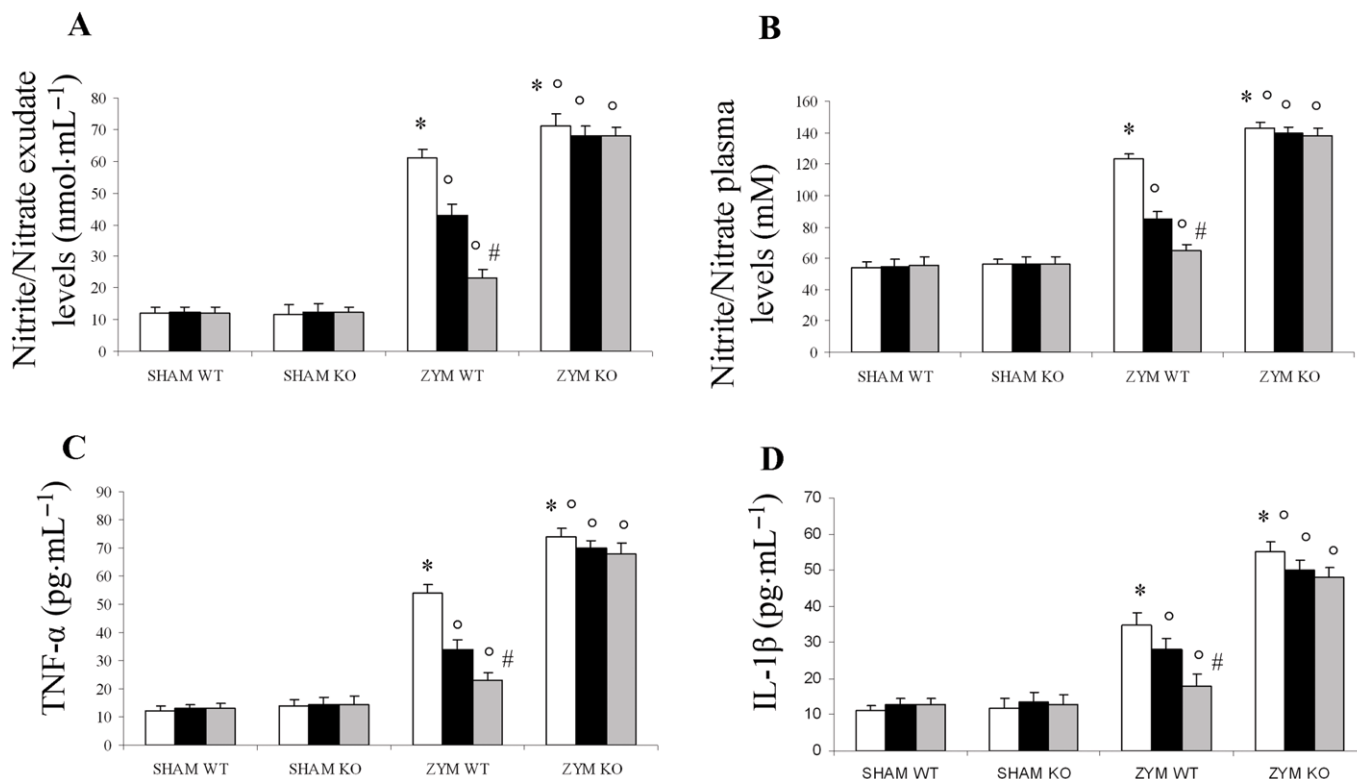 A
Nitrite/Nitrate exudate
levels (nmol·mL⁻¹)
80
70
60
50
40
30
20
10
0
* * ° ° °
° ° #
SHAM WT SHAM KO ZYM WT ZYM KO
B
Nitrite/Nitrate plasma
levels (mM)
160
140
120
100
80
60
40
20
0
* * ° ° °
° ° #
SHAM WT SHAM KO ZYM WT ZYM KO
C
TNF-α (pg·mL⁻¹)
90
80
70
60
50
40
30
20
10
0
* * ° ° °
° ° #
SHAM WT SHAM KO ZYM WT ZYM KO
D
IL-1β (pg·mL⁻¹)
70
60
50
40
30
20
10
0
* * ° ° °
° ° #
SHAM WT SHAM KO ZYM WT ZYM KO